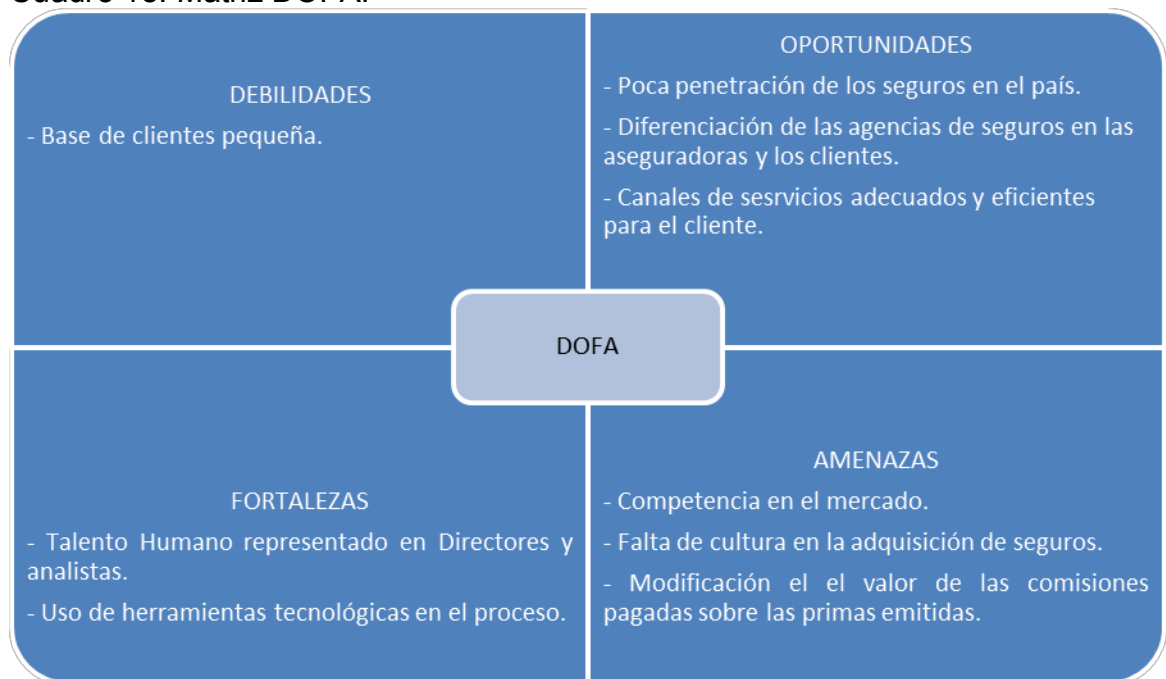 DEBILIDADES
- Base de clientes pequeña.
OPORTUNIDADES
- Poca penetración de los seguros en el país.
- Diferenciación de las agencias de seguros en las
aseguradoras y los clientes.
- Canales de sesrvicios adecuados y eficientes
para el cliente.
DOFA
FORTALEZAS
- Talento Humano representado en Directores y
analistas.
- Uso de herramientas tecnológicas en el proceso.
AMENAZAS
- Competencia en el mercado.
- Falta de cultura en la adquisición de seguros.
- Modificación el el valor de las comisiones
pagadas sobre las primas emitidas.